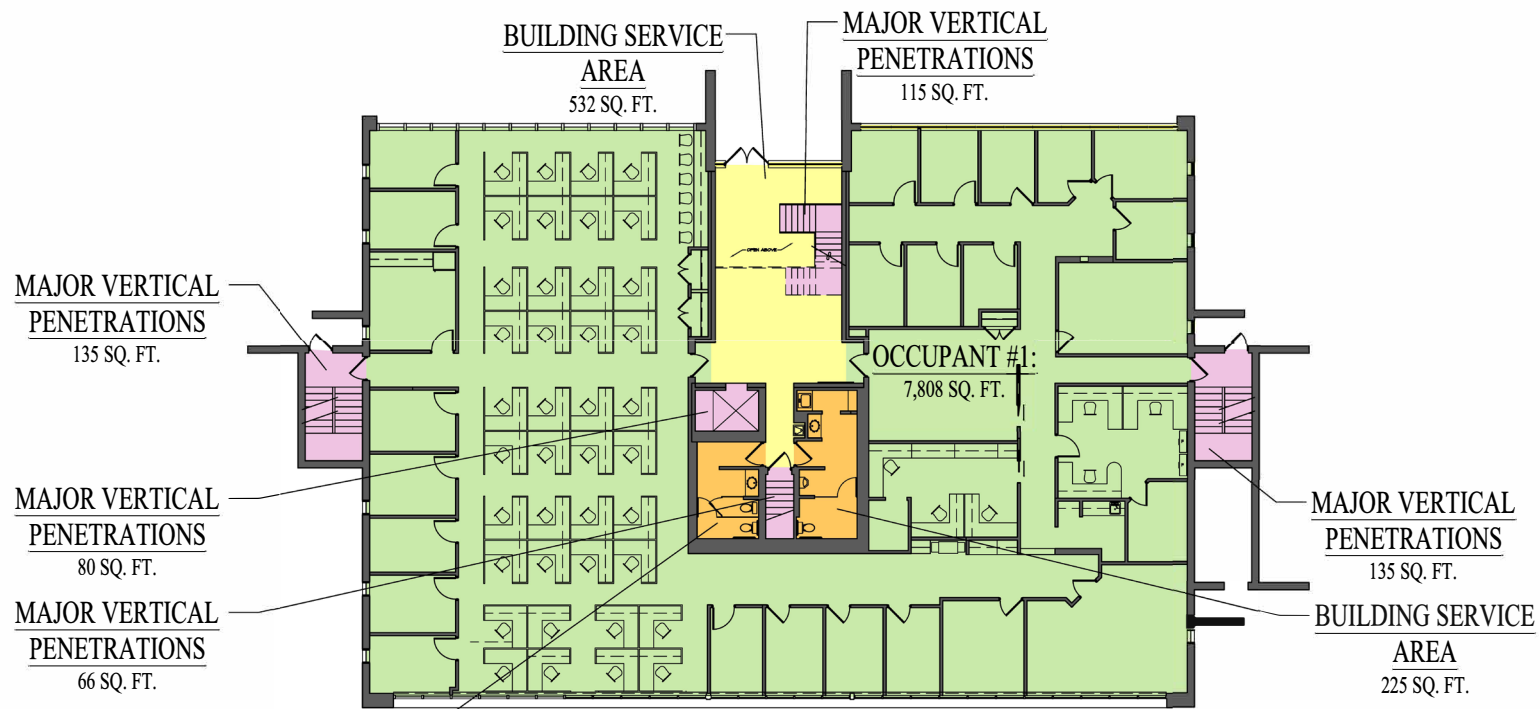 BUILDING SERVICE
AREA
532 SQ. FT.
MAJOR VERTICAL
PENETRATIONS
115 SQ. FT.
OPEN ABOVE
MAJOR VERTICAL
PENETRATIONS
135 SQ. FT.
OCCUPANT #1:
7,808 SQ. FT.
MAJOR VERTICAL
PENETRATIONS
80 SQ. FT.
MAJOR VERTICAL
PENETRATIONS
66 SQ. FT.
MAJOR VERTICAL
PENETRATIONS
135 SQ. FT.
BUILDING SERVICE
AREA
225 SQ. FT.